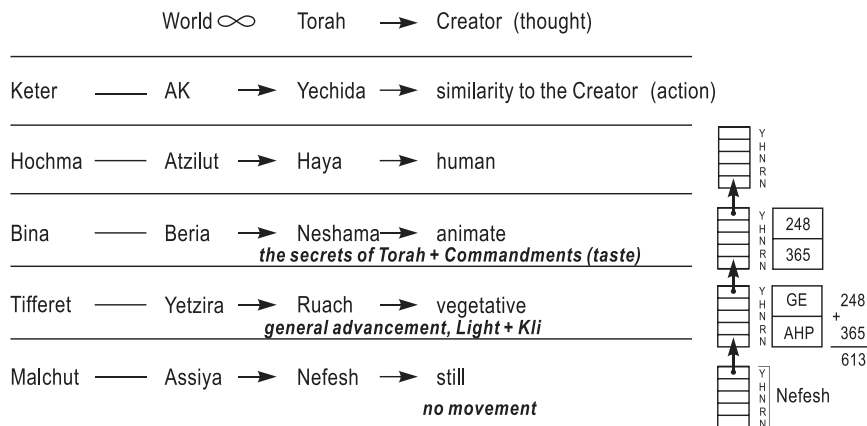 World ∞ Torah → Creator (thought)
Keter — AK → Yechida → similarity to the Creator (action)
Hochma — Atzilut → Haya → human
Bina — Beria → Neshama → animate
the secrets of Torah + Commandments (taste)
Tifferet — Yetzira → Ruach → vegetative
general advancement, Light + Kli
Malchut — Assiya → Nefesh → still
no movement
Y
H
N
R
N
Y
H
N
R
N
248
365
Y
H
N
R
N
GE
AHP
248
+
365
613
Y
H
N
R
N
Nefesh